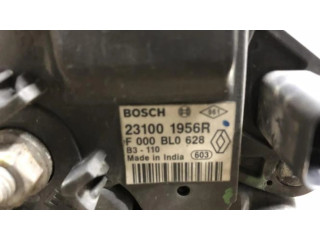 BOSCH
23100 1956R
F 000 BL0 628
B3 - 110
Made in India 603